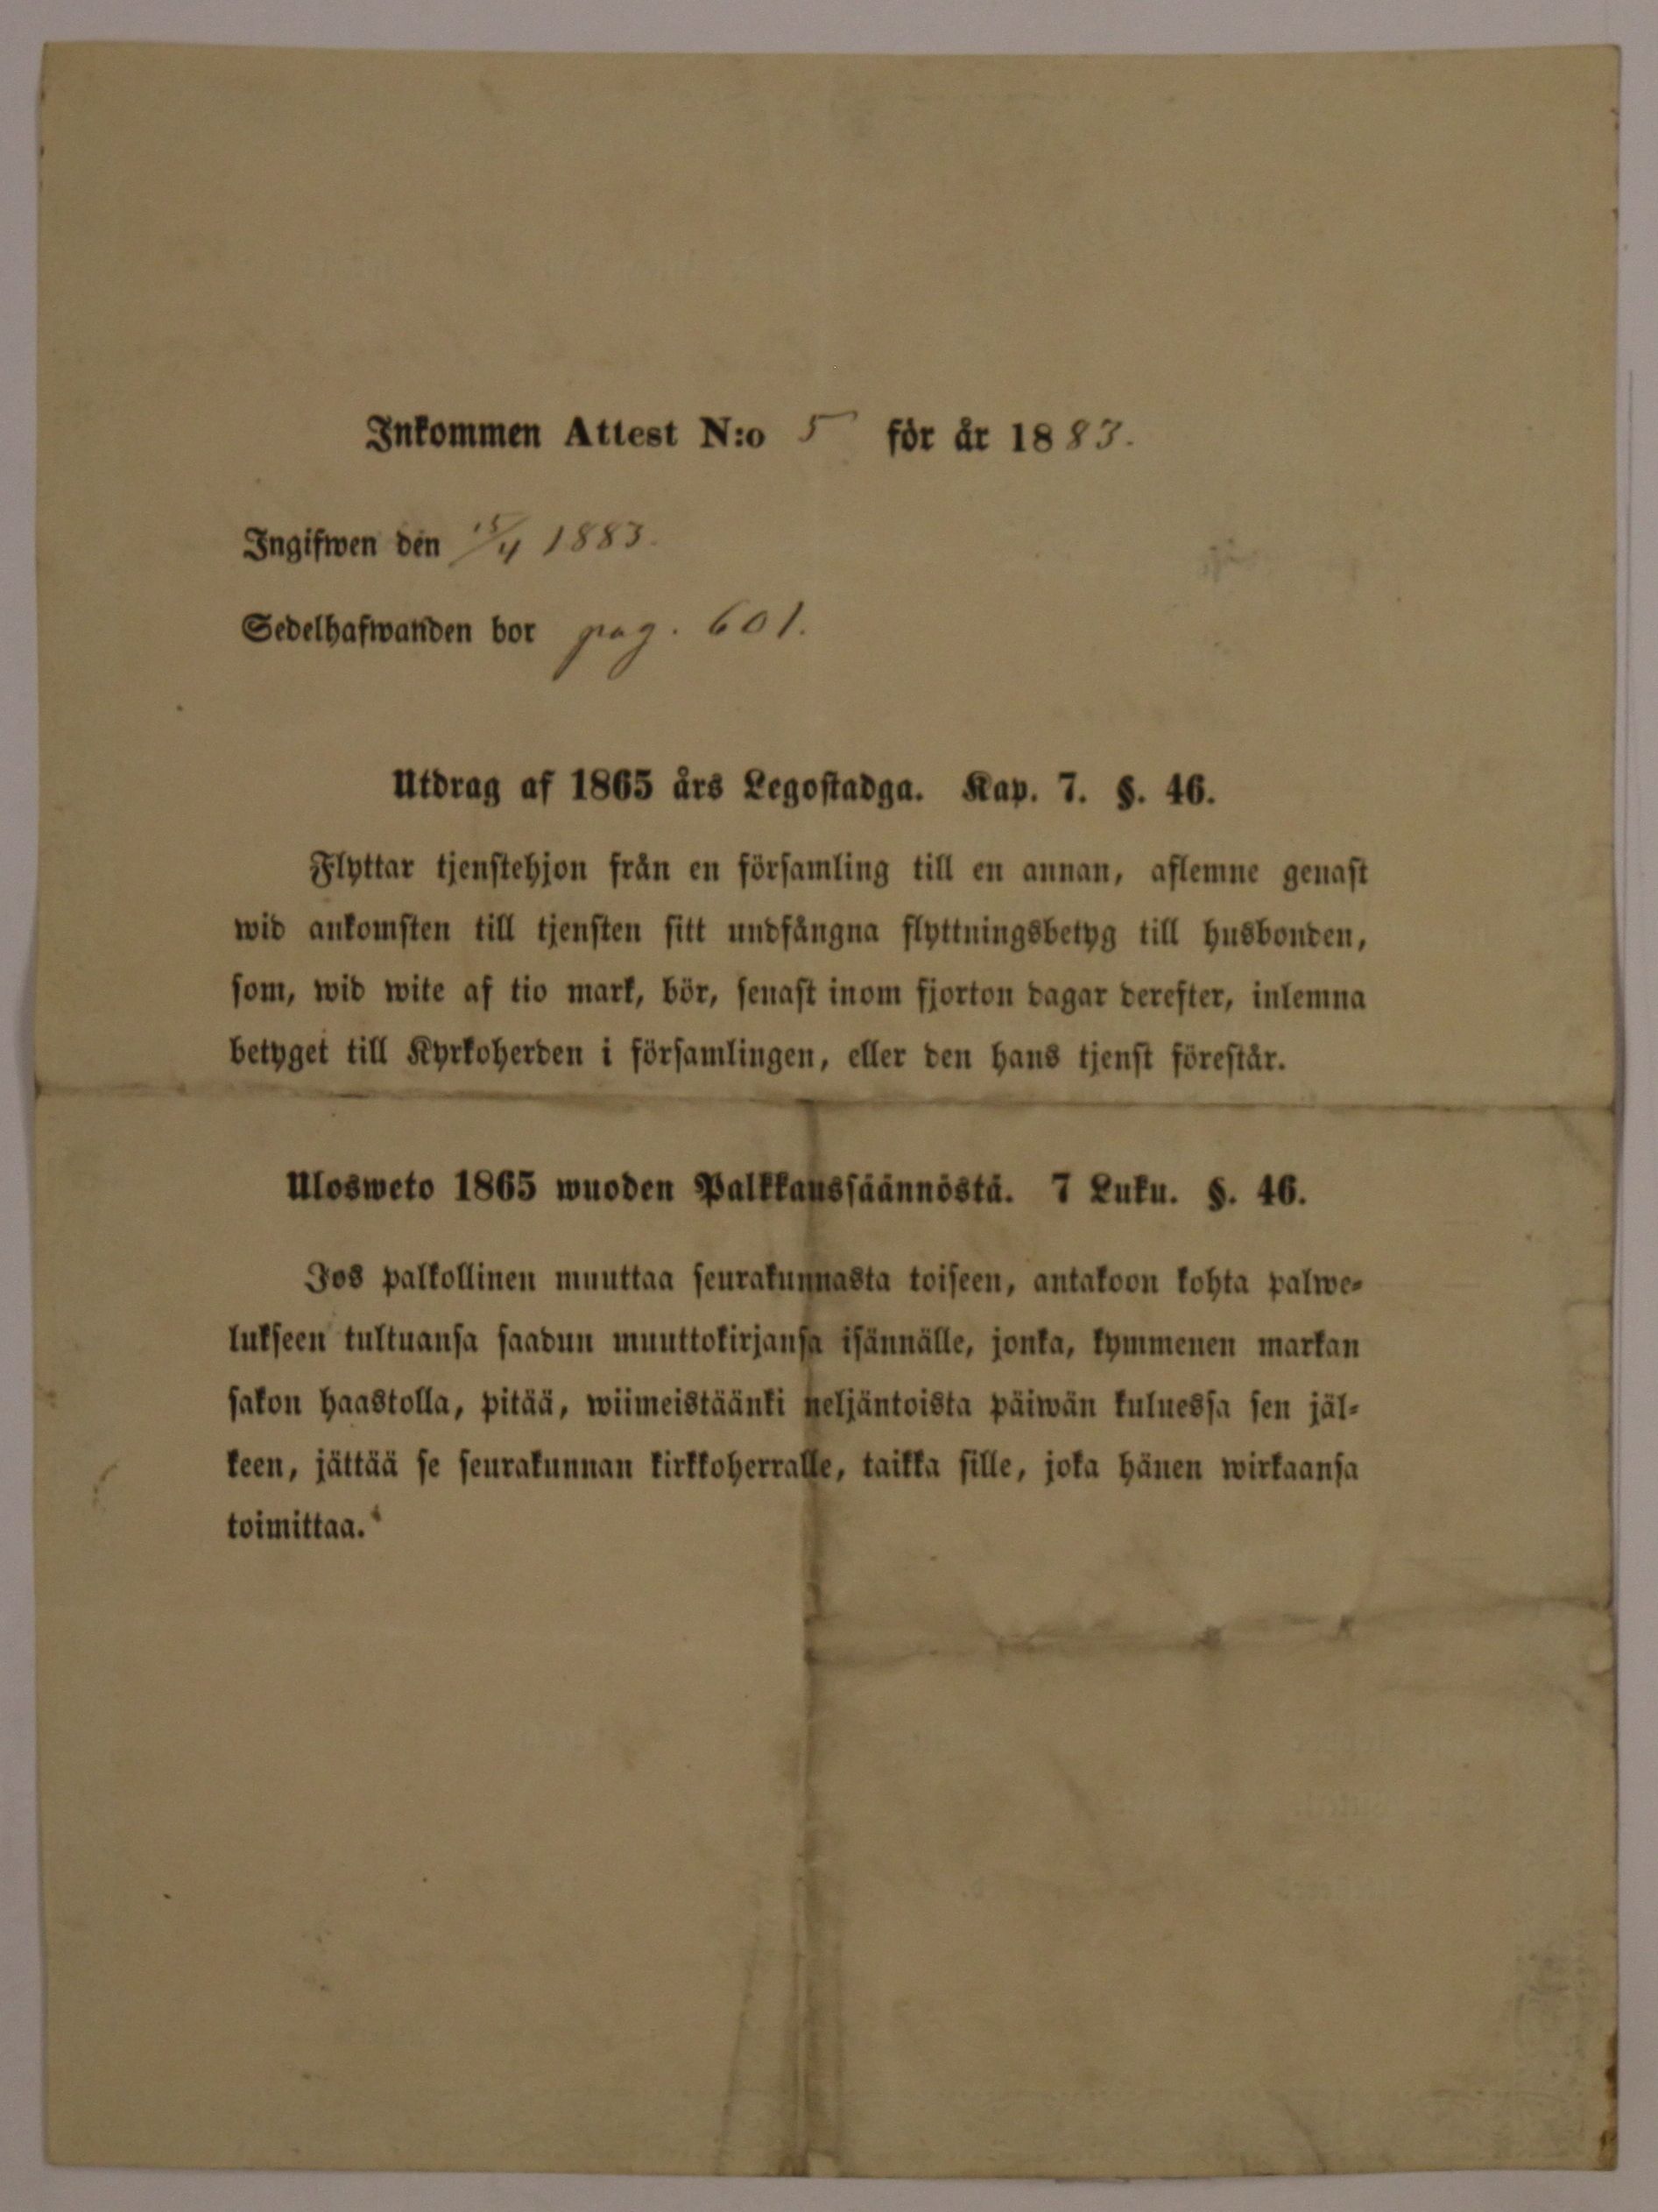 Inkommen Attest N:o 5 för år 1883.
Ingifwen den 15/4 1883.
Sedelhafwanden bor pag. 601.
Utdrag af 1865 års Legostadga. Kap. 7. §. 46.
Flyttar tjenstehjon från en församling till en annan, aflemne genast
wid ankomsten till tjensten sitt undfångna flyttningsbetyg till husbonden,
som, wid wite af tio mark, bör, senast inom fjorton dagar derefter, inlemna
betyget till Kyrkoherden i församlingen, eller den hans tjenst förestår.
Ulosweto 1865 wuoden Palkkaussäännöstä. 7 Luku. §. 46.
Jos palkollinen muuttaa seurakunnasta toiseen, antakoon kohta palwe-
lukseen tultuansa saadun muuttokirjansa isännälle, jonka, kymmenen markan
sakon haastolla, pitää, wiimeistäänki neljäntoista päiwän kuluessa sen jäl-
keen, jättää se seurakunnan kirkkoherralle, taikka sille, joka hänen wirkaansa
toimittaa.